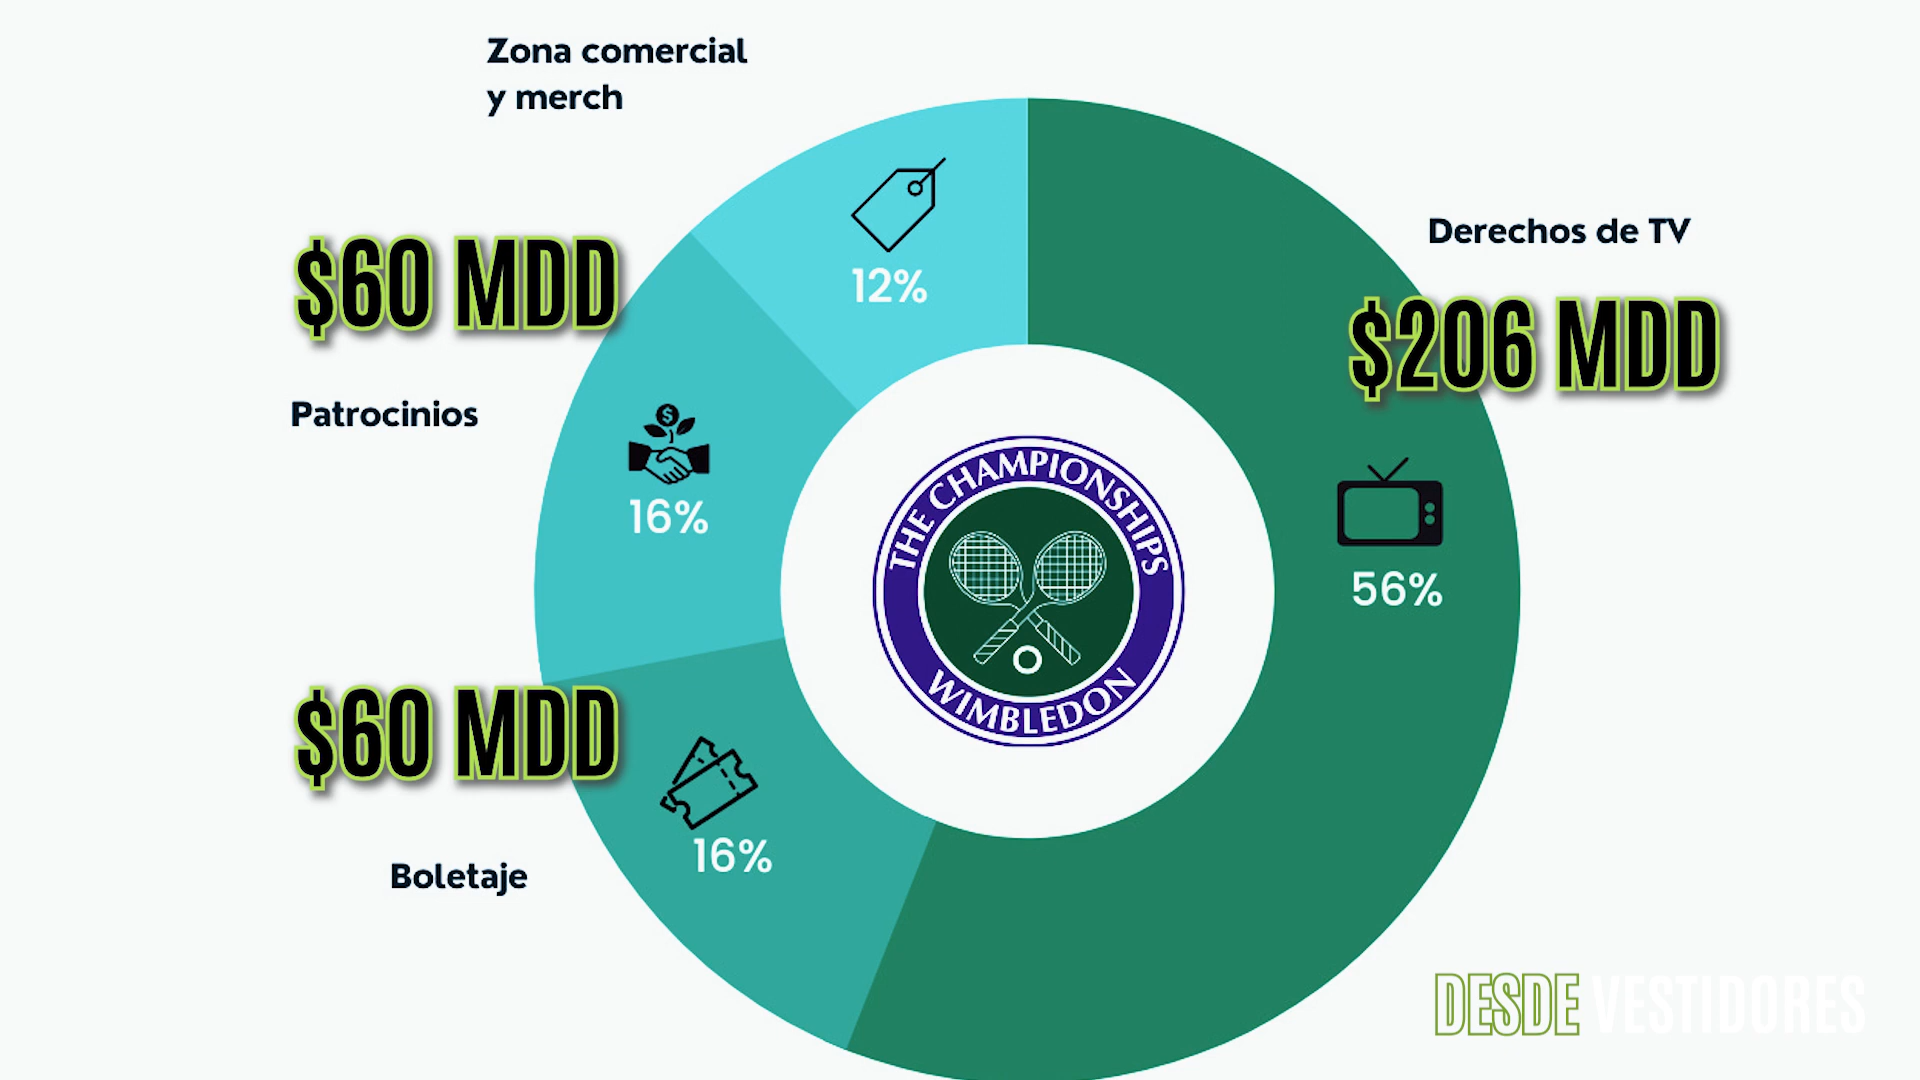 Zona comercial
y merch
12%
Derechos de TV
$206 MDD
56%
$60 MDD
Patrocinios
16%
$60 MDD
16%
Boletaje
THE CHAMPIONSHIPS
WIMBLEDON
DESDE VESTIDORES